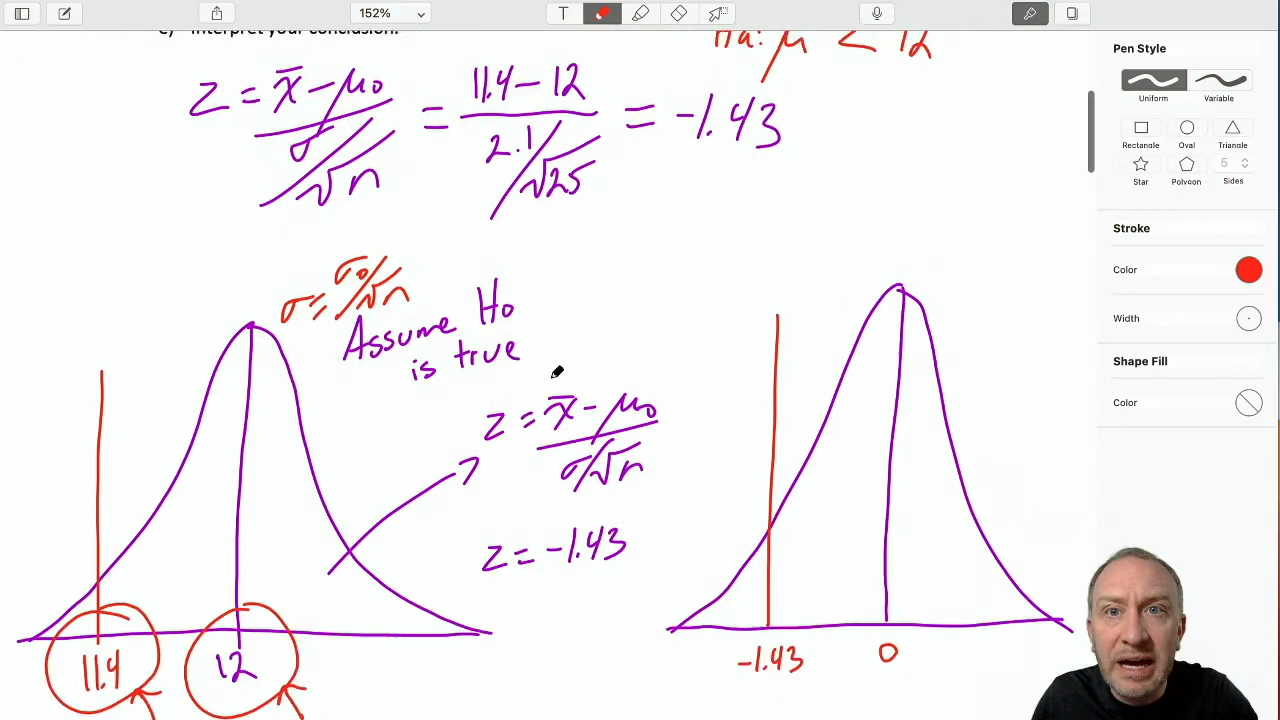 152%
T
c) Interpret your conclusion.
Ha: μ < 12
Z = x̄ - μ₀ / σ/√n = 11.4 - 12 / 2.1/√25 = -1.43
σ = σ₀/√n
Assume Ho
is true
z = x̄ - μ₀ / σ/√n
z = -1.43
11.4
12
-1.43
0
Pen Style
Uniform
Variable
Rectangle
Oval
Triangle
Star
Polygon
5
Sides
Stroke
Color
Width
Shape Fill
Color